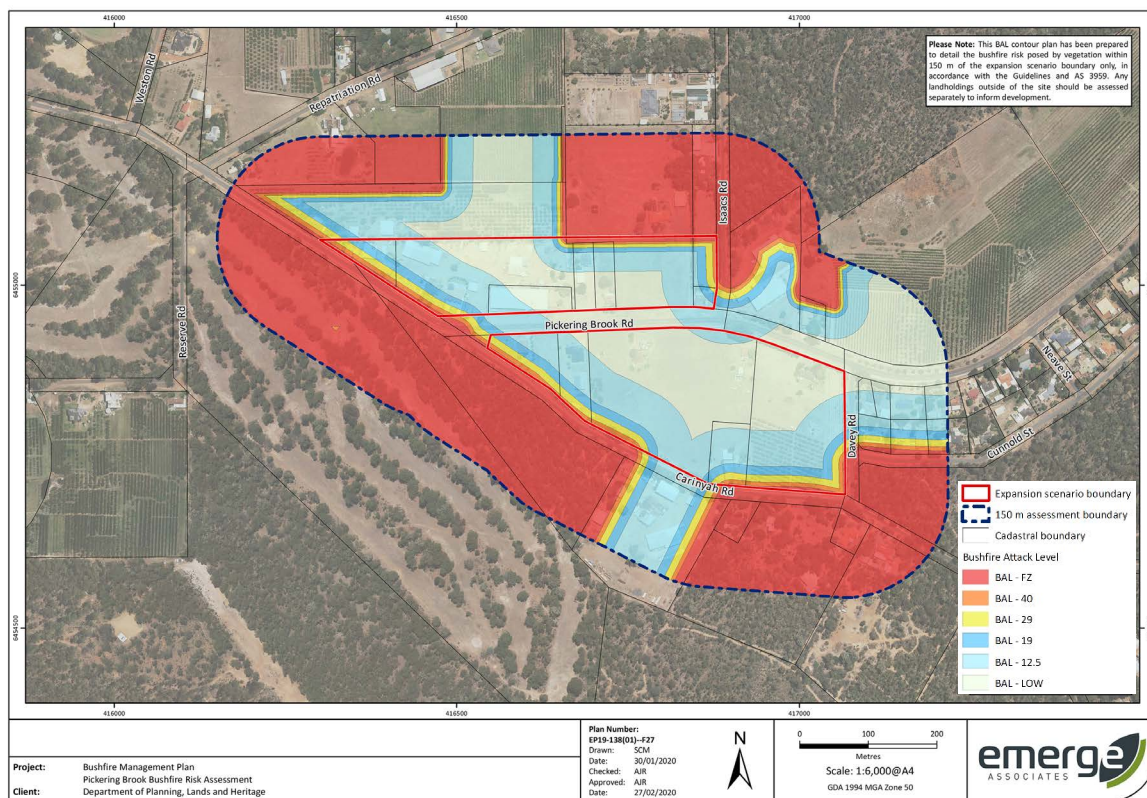 416000
416500
417000
Please Note: This BAL contour plan has been prepared
to detail the bushfire risk posed by vegetation within
150 m of the expansion scenario boundary only, in
accordance with the Guidelines and AS 3959. Any
landholdings outside of the site should be assessed
separately to inform development.
Weston Rd
Repatriation Rd
Isaacs Rd
6455000
Reserve Rd
Pickering Brook Rd
Neave St
Davey Rd
Cunnold St
Carinyah Rd
6454500
Expansion scenario boundary
150 m assessment boundary
Cadastral boundary
Bushfire Attack Level
BAL - FZ
BAL - 40
BAL - 29
BAL - 19
BAL - 12.5
BAL - LOW
416000
416500
417000
Project: Bushfire Management Plan
Pickering Brook Bushfire Risk Assessment
Client: Department of Planning, Lands and Heritage
Plan Number:
EP19-138(01)--F27
Drawn: SCM
Date: 30/01/2020
Checked: AJR
Approved: AJR
Date: 27/02/2020
N
0 100 200
Metres
Scale: 1:6,000@A4
GDA 1994 MGA Zone 50
emerge
ASSOCIATES